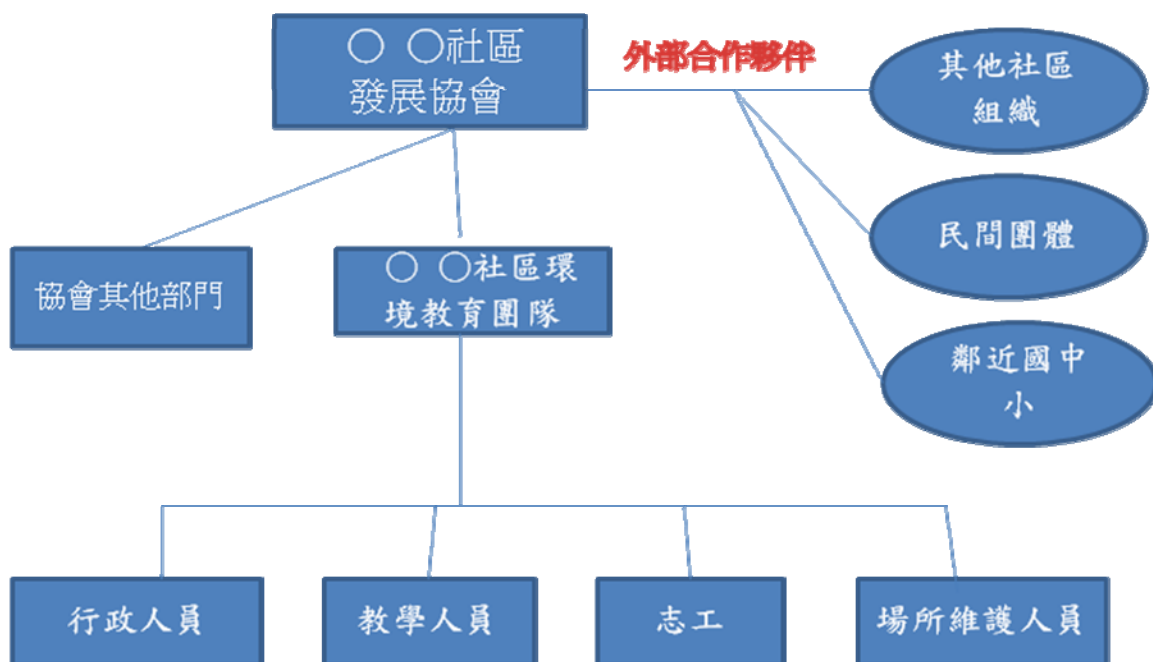 ○ ○社區
發展協會
外部合作夥伴
其他社區
組織
民間團體
鄰近國中
小
協會其他部門
○ ○社區環
境教育團隊
行政人員
教學人員
志工
場所維護人員